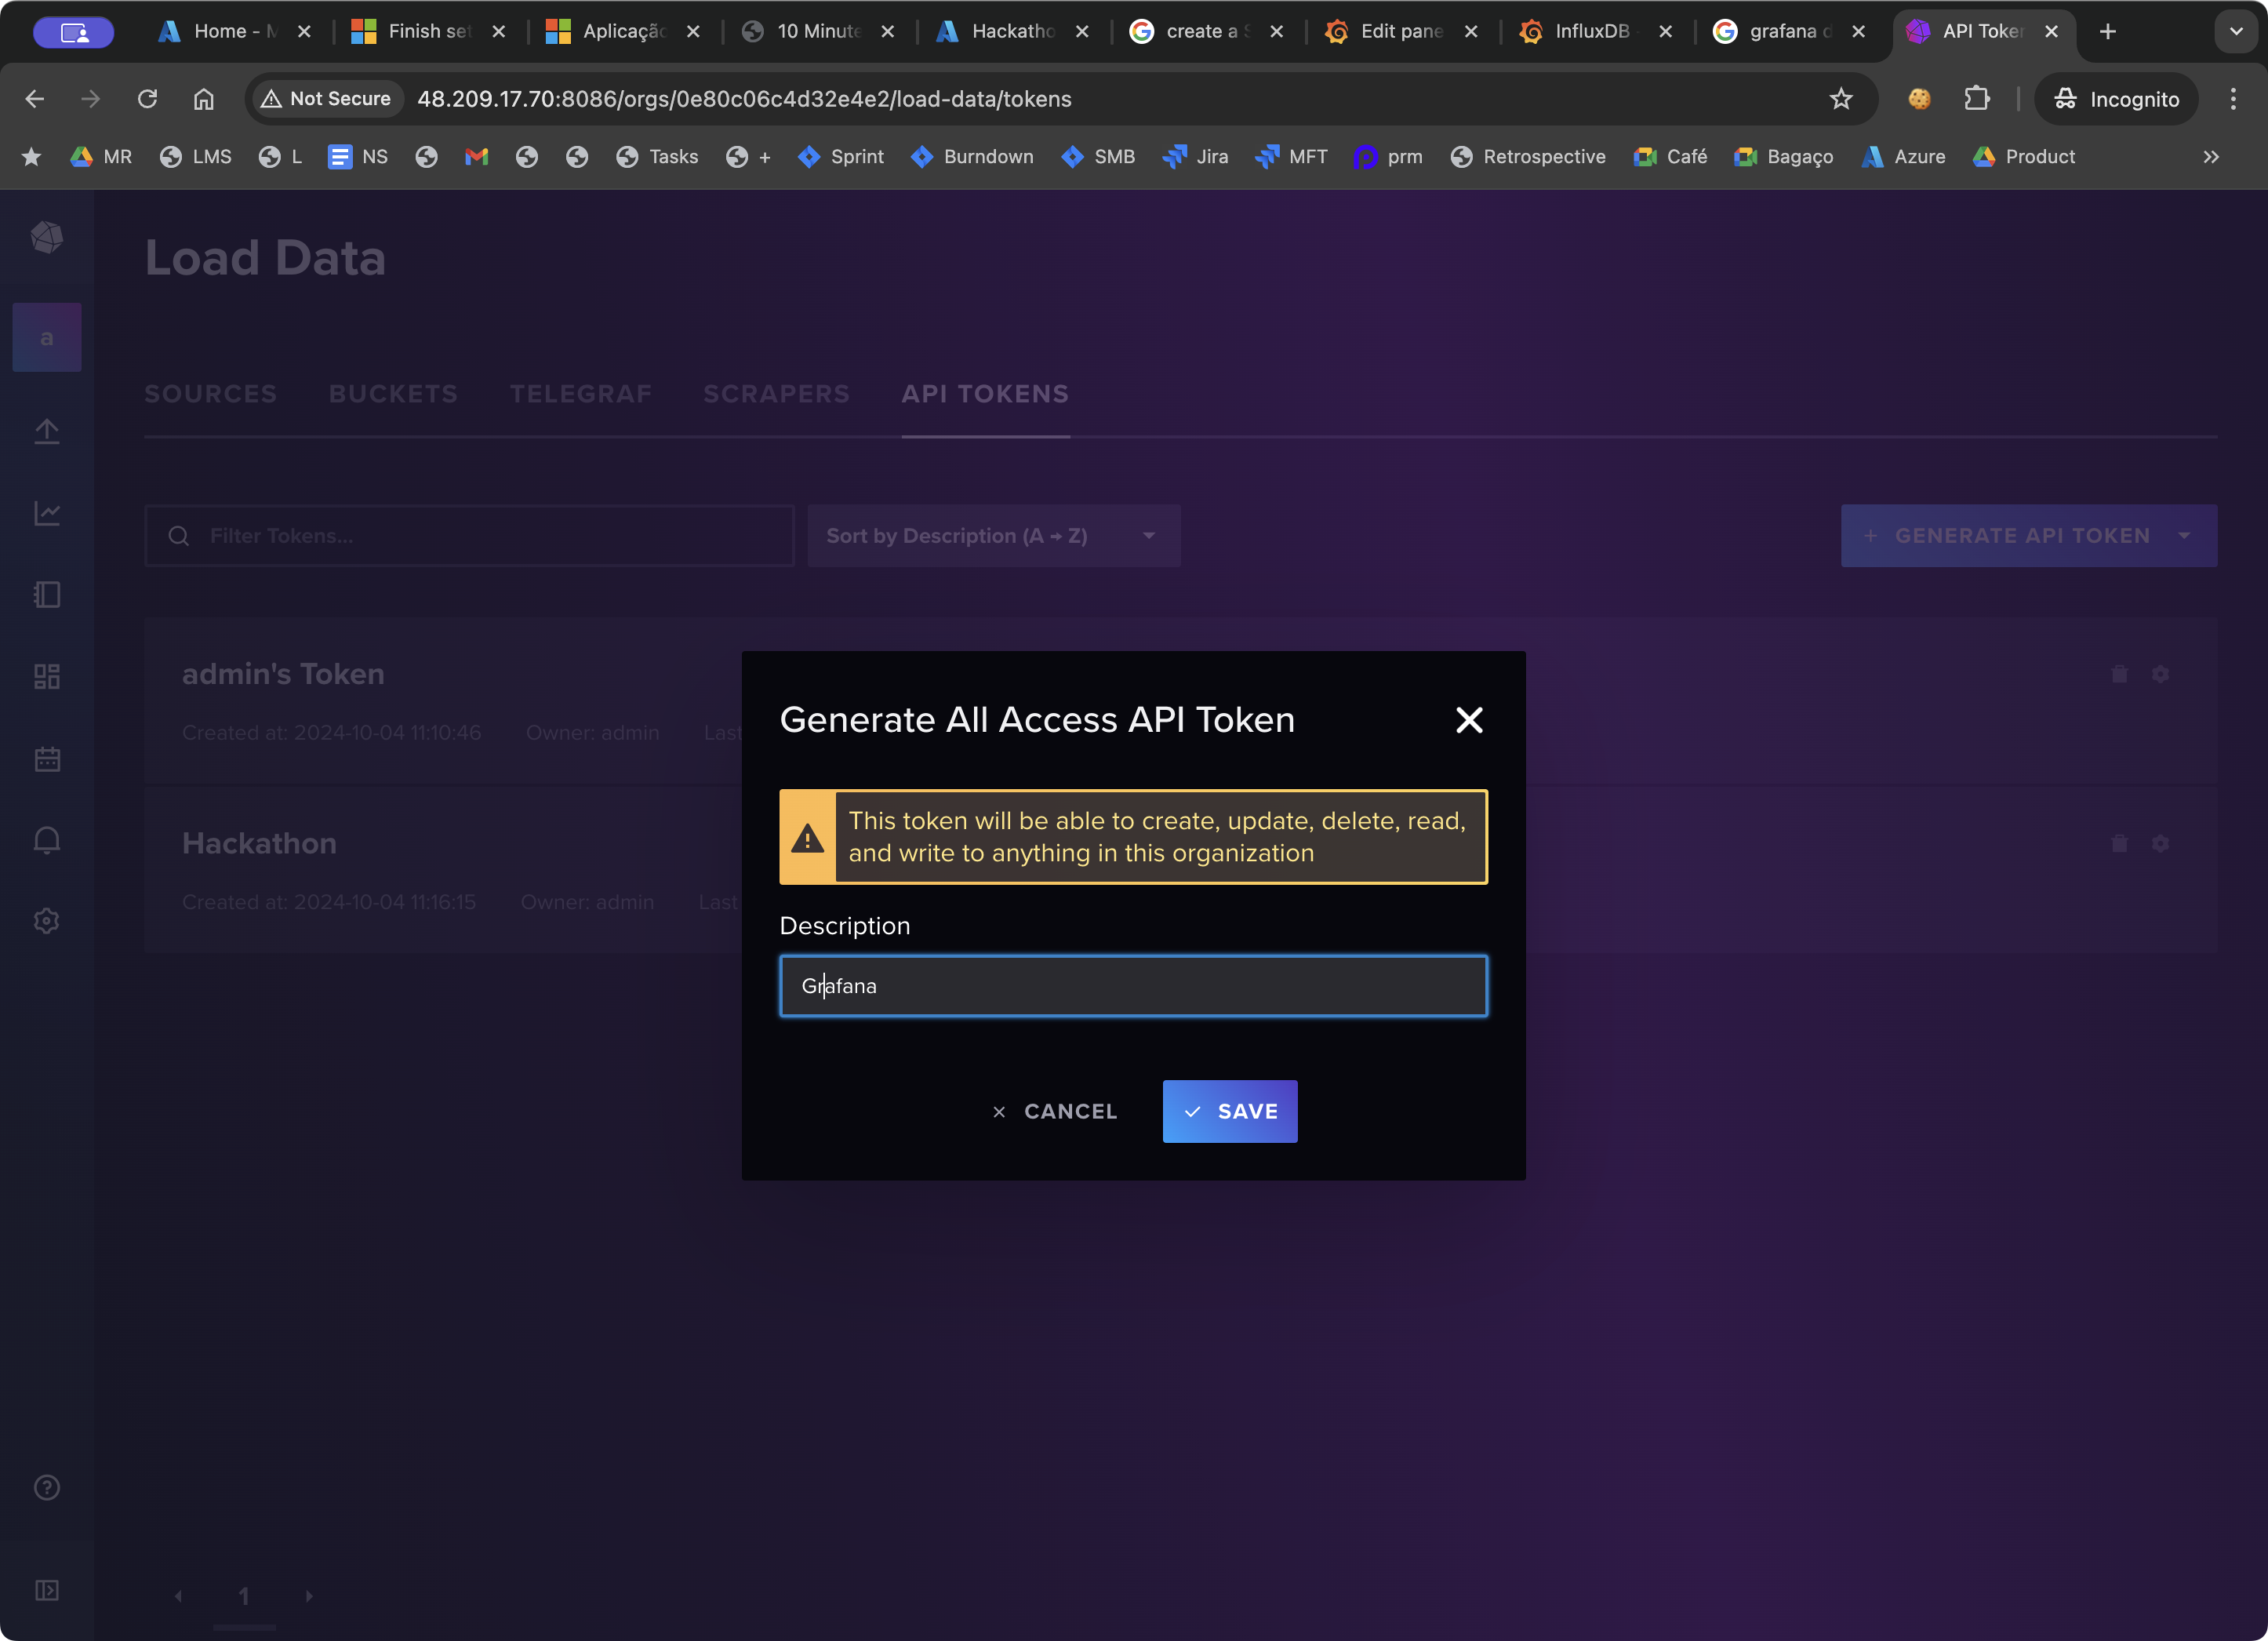 Home - M
Finish set
Aplicação
10 Minute
Hackatho
create a S
Edit pane
InfluxDB
grafana d
API Token
Not Secure
48.209.17.70:8086/orgs/0e80c06c4d32e4e2/load-data/tokens
Incognito
MR
LMS
L
NS
Tasks
+
Sprint
Burndown
SMB
Jira
MFT
prm
Retrospective
Café
Bagaço
Azure
Product
Load Data
a
SOURCES
BUCKETS
TELEGRAF
SCRAPERS
API TOKENS
Filter Tokens...
Sort by Description (A → Z)
+ GENERATE API TOKEN
admin's Token
Created at: 2024-10-04 11:10:46
Owner: admin
Last
Hackathon
Created at: 2024-10-04 11:16:15
Owner: admin
Last
Generate All Access API Token
This token will be able to create, update, delete, read,
and write to anything in this organization
Description
Grafana
CANCEL
SAVE
1